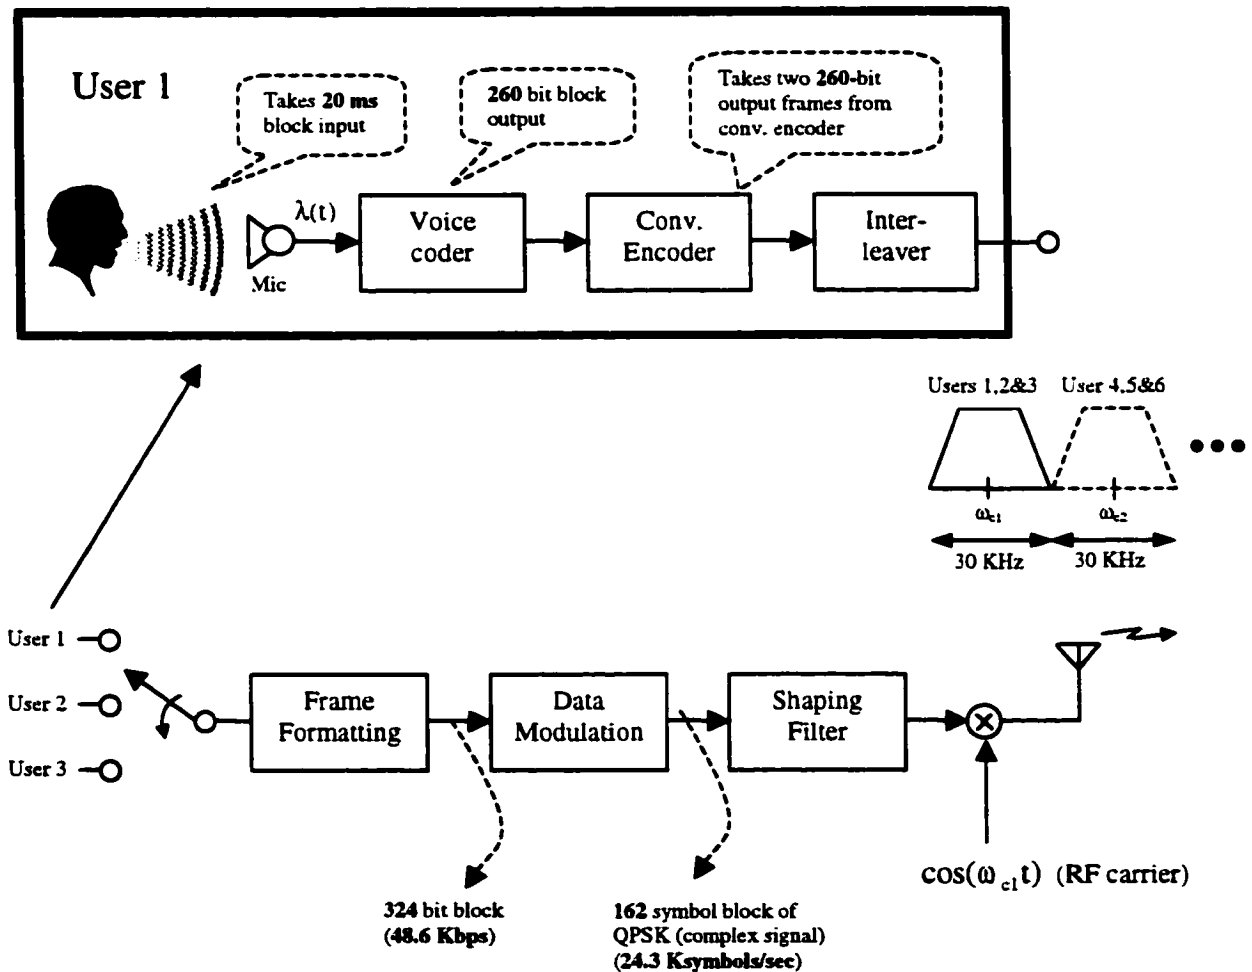 User 1
Takes 20 ms
block input
260 bit block
output
Takes two 260-bit
output frames from
conv. encoder
λ(t)
Mic
Voice
coder
Conv.
Encoder
Inter-
leaver
Users 1,2&3
User 4,5&6
ω_c1
ω_c2
30 KHz
30 KHz
User 1
User 2
User 3
Frame
Formatting
Data
Modulation
Shaping
Filter
cos(ω_c1 t) (RF carrier)
324 bit block
(48.6 Kbps)
162 symbol block of
QPSK (complex signal)
(24.3 Ksymbols/sec)